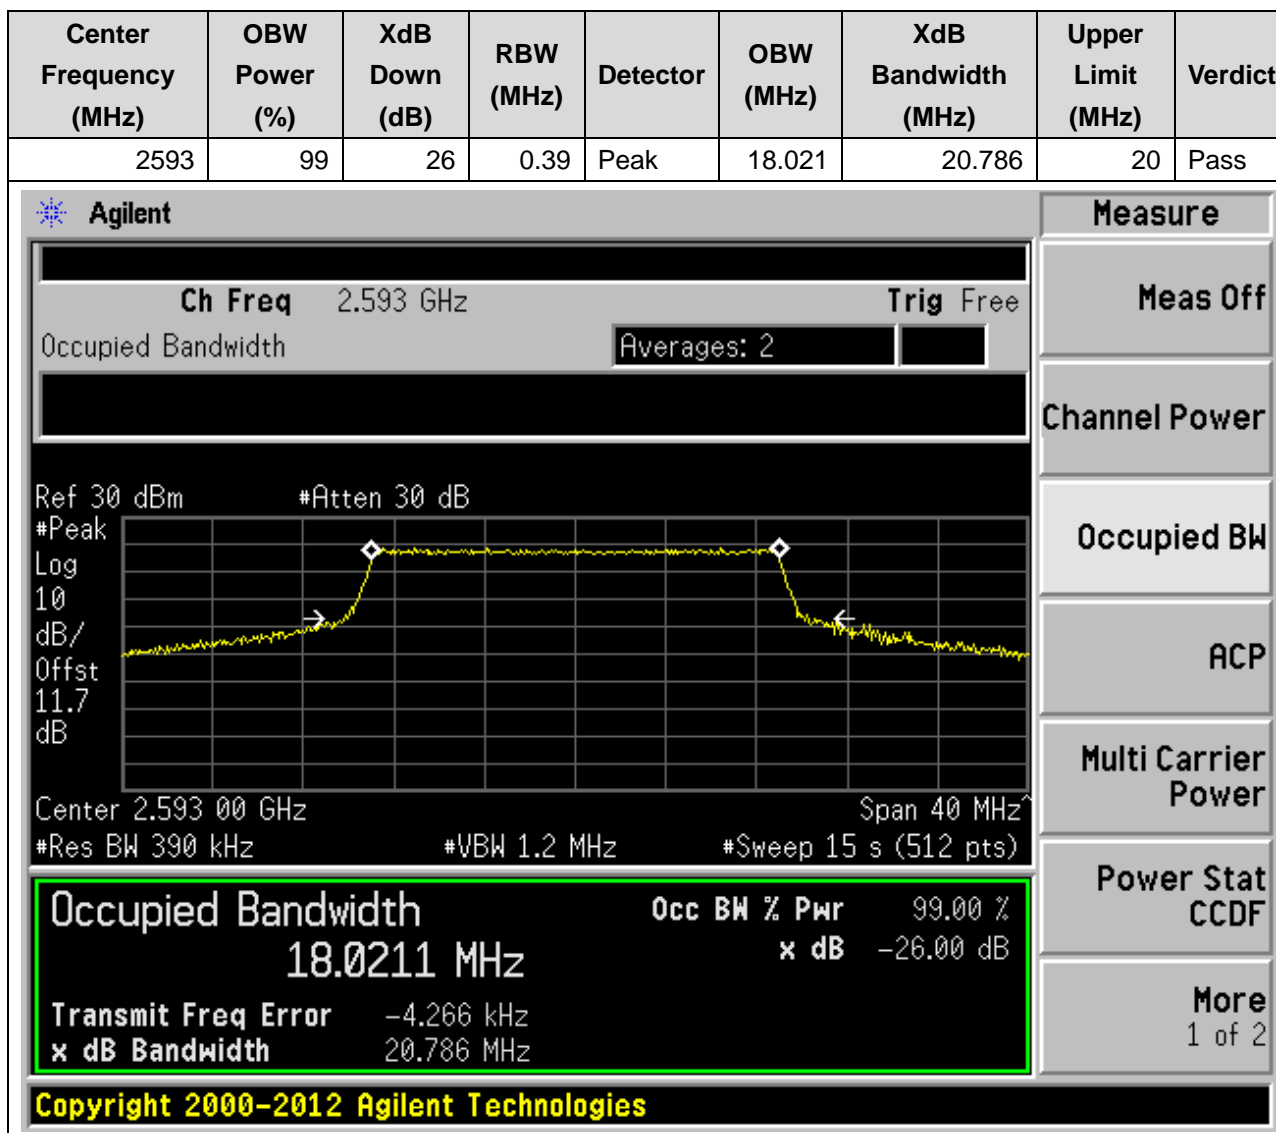 Center Frequency (MHz) OBW Power (%) XdB Down (dB) RBW (MHz) Detector OBW (MHz) XdB Bandwidth (MHz) Upper Limit (MHz) Verdict
2593 99 26 0.39 Peak 18.021 20.786 20 Pass
Agilent
Measure
Ch Freq 2.593 GHz Trig Free
Meas Off
Occupied Bandwidth Averages: 2
Channel Power
Ref 30 dBm #Atten 30 dB
#Peak
Log
10
dB/
Offst
11.7
dB
Occupied BW
ACP
Multi Carrier
Power
Center 2.593 00 GHz Span 40 MHz^
#Res BW 390 kHz #VBW 1.2 MHz #Sweep 15 s (512 pts)
Power Stat
CCDF
Occupied Bandwidth Occ BW % Pwr 99.00 %
18.0211 MHz x dB -26.00 dB
Transmit Freq Error -4.266 kHz
x dB Bandwidth 20.786 MHz
More
1 of 2
Copyright 2000-2012 Agilent Technologies